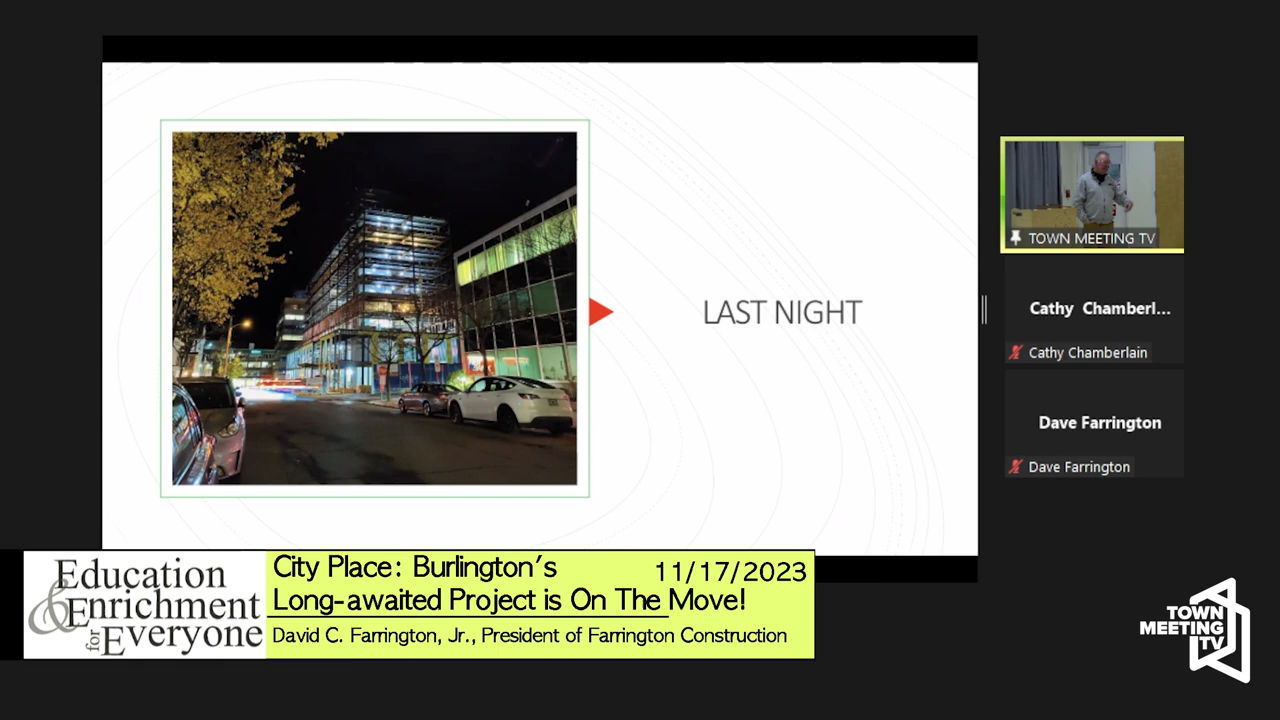 LAST NIGHT
TOWN MEETING TV
Cathy Chamberl...
Cathy Chamberlain
Dave Farrington
Dave Farrington
Education
& Enrichment
for Everyone
City Place: Burlington's
11/17/2023
Long-awaited Project is On The Move!
David C. Farrington, Jr., President of Farrington Construction
TOWN
MEETING
TV